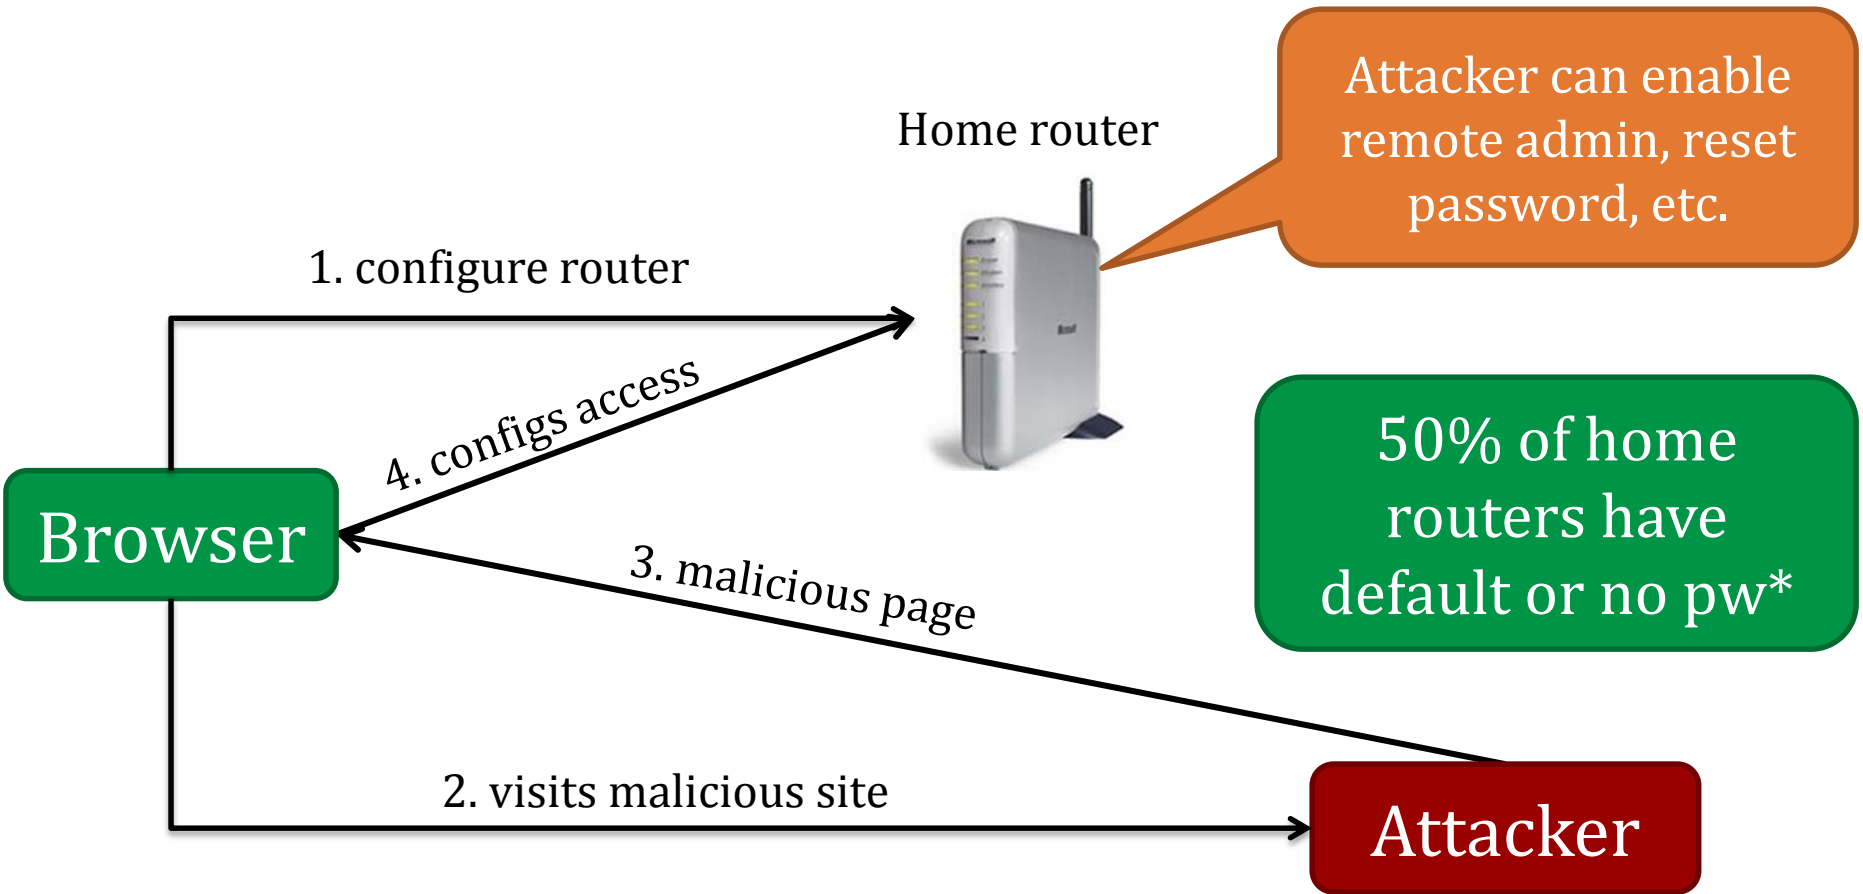 Attacker can enable
remote admin, reset
password, etc.
Home router
1. configure router
4. configs access
Microsoft
50% of home
routers have
default or no pw*
Browser
3. malicious page
2. visits malicious site
Attacker